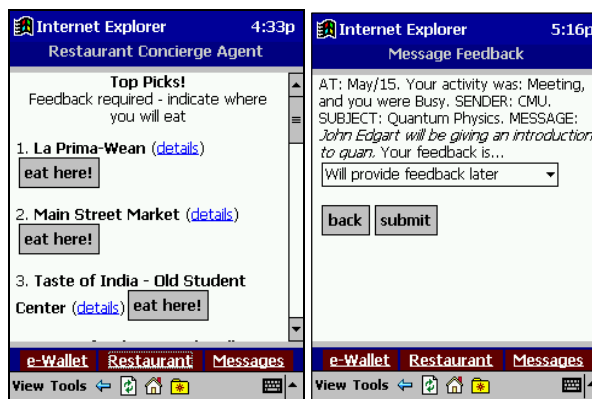 Internet Explorer 4:33p
Restaurant Concierge Agent
Top Picks!
Feedback required - indicate where
you will eat
1. La Prima-Wean (details)
eat here!
2. Main Street Market (details)
eat here!
3. Taste of India - Old Student
Center (details) eat here!
e-Wallet Restaurant Messages
View Tools
Internet Explorer 5:16p
Message Feedback
AT: May/15. Your activity was: Meeting,
and you were Busy. SENDER: CMU.
SUBJECT: Quantum Physics. MESSAGE:
John Edgart will be giving an introduction
to quan. Your feedback is...
Will provide feedback later
back submit
e-Wallet Restaurant Messages
View Tools